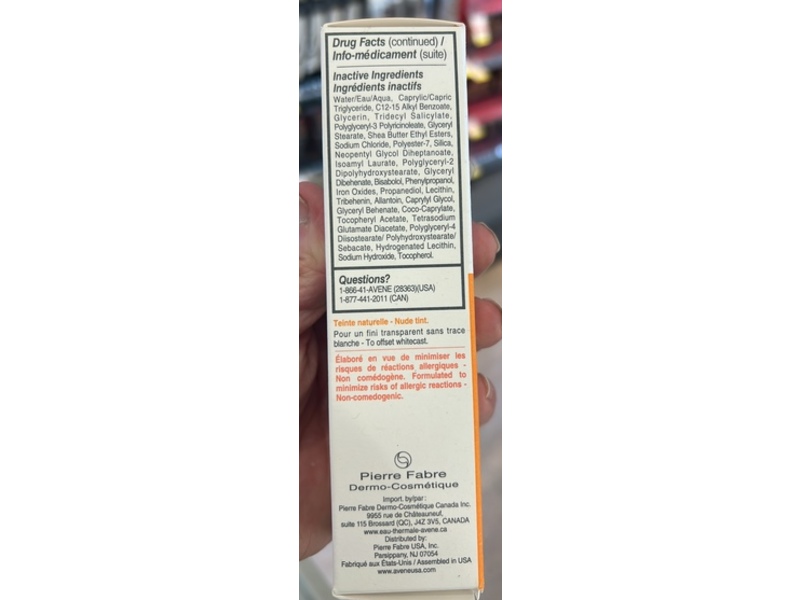 Drug Facts (continued) /
Info-médicament (suite)
Inactive Ingredients
Ingrédients inactifs
Water/Eau/Aqua, Caprylic/Capric
Triglyceride, C12-15 Alkyl Benzoate,
Glycerin, Tridecyl Salicylate,
Polyglyceryl-3 Polyricinoleate, Glyceryl
Stearate, Shea Butter Ethyl Esters,
Sodium Chloride, Polyester-7, Silica,
Neopentyl Glycol Diheptanoate,
Isoamyl Laurate, Polyglyceryl-2
Dipolyhydroxystearate, Glyceryl
Dibehenate, Bisabolol, Phenylpropanol,
Iron Oxides, Propanediol, Lecithin,
Tribehenin, Allantoin, Caprylyl Glycol,
Glyceryl Behenate, Coco-Caprylate,
Tocopheryl Acetate, Tetrasodium
Glutamate Diacetate, Polyglyceryl-4
Diisostearate/ Polyhydroxystearate/
Sebacate, Hydrogenated Lecithin,
Sodium Hydroxide, Tocopherol.
Questions?
1-866-41-AVENE (28363)(USA)
1-877-441-2011 (CAN)
Teinte naturelle - Nude tint.
Pour un fini transparent sans trace
blanche - To offset whitecast.
Élaboré en vue de minimiser les
risques de réactions allergiques -
Non comédogène. Formulated to
minimize risks of allergic reactions -
Non-comedogenic.
Pierre Fabre
Dermo-Cosmétique
Import. by/par :
Pierre Fabre Dermo-Cosmétique Canada Inc.
9955 rue de Châteauneuf,
suite 115 Brossard (QC), J4Z 3V5, CANADA
www.eau-thermale-avene.ca
Distributed by:
Pierre Fabre USA, Inc.
Parsippany, NJ 07054
Fabriqué aux États-Unis / Assembled in USA
www.aveneusa.com